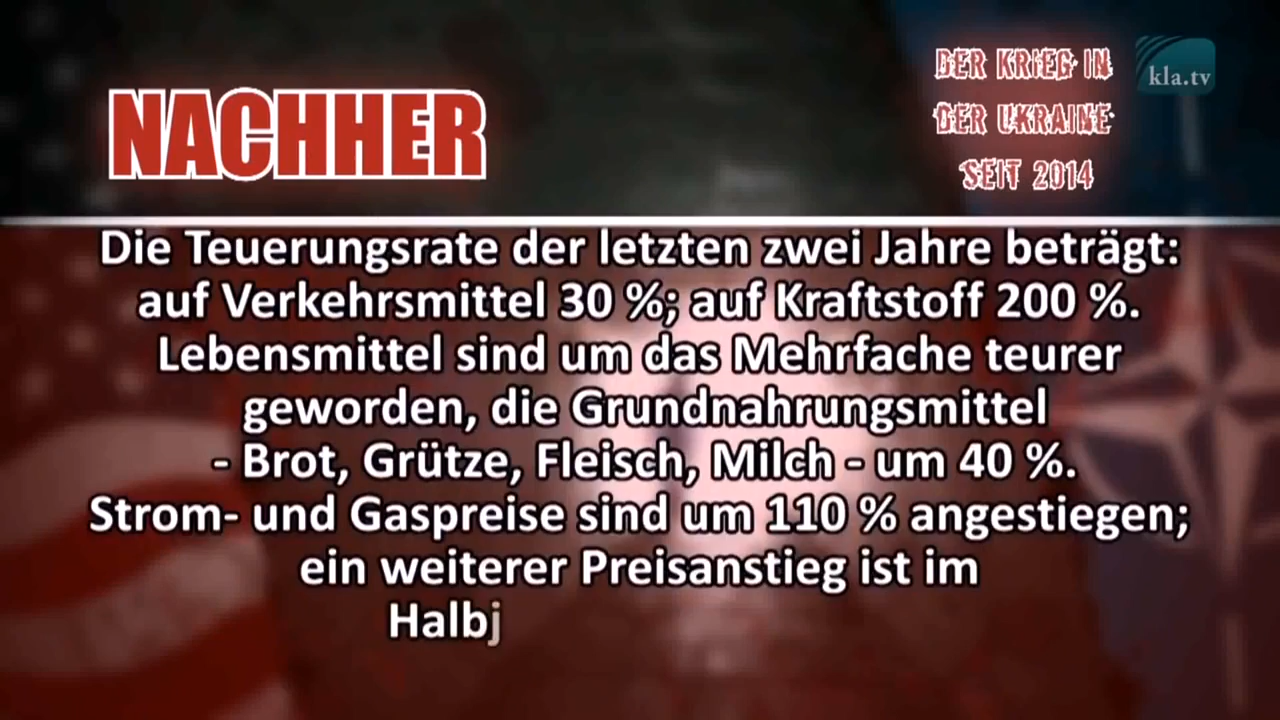 NACHHER
DER KRIEG IN
DER UKRAINE
SEIT 2014
kla.tv
Die Teuerungsrate der letzten zwei Jahre beträgt:
auf Verkehrsmittel 30 %; auf Kraftstoff 200 %.
Lebensmittel sind um das Mehrfache teurer
geworden, die Grundnahrungsmittel
- Brot, Grütze, Fleisch, Milch - um 40 %.
Strom- und Gaspreise sind um 110 % angestiegen;
ein weiterer Preisanstieg ist im
Halbj